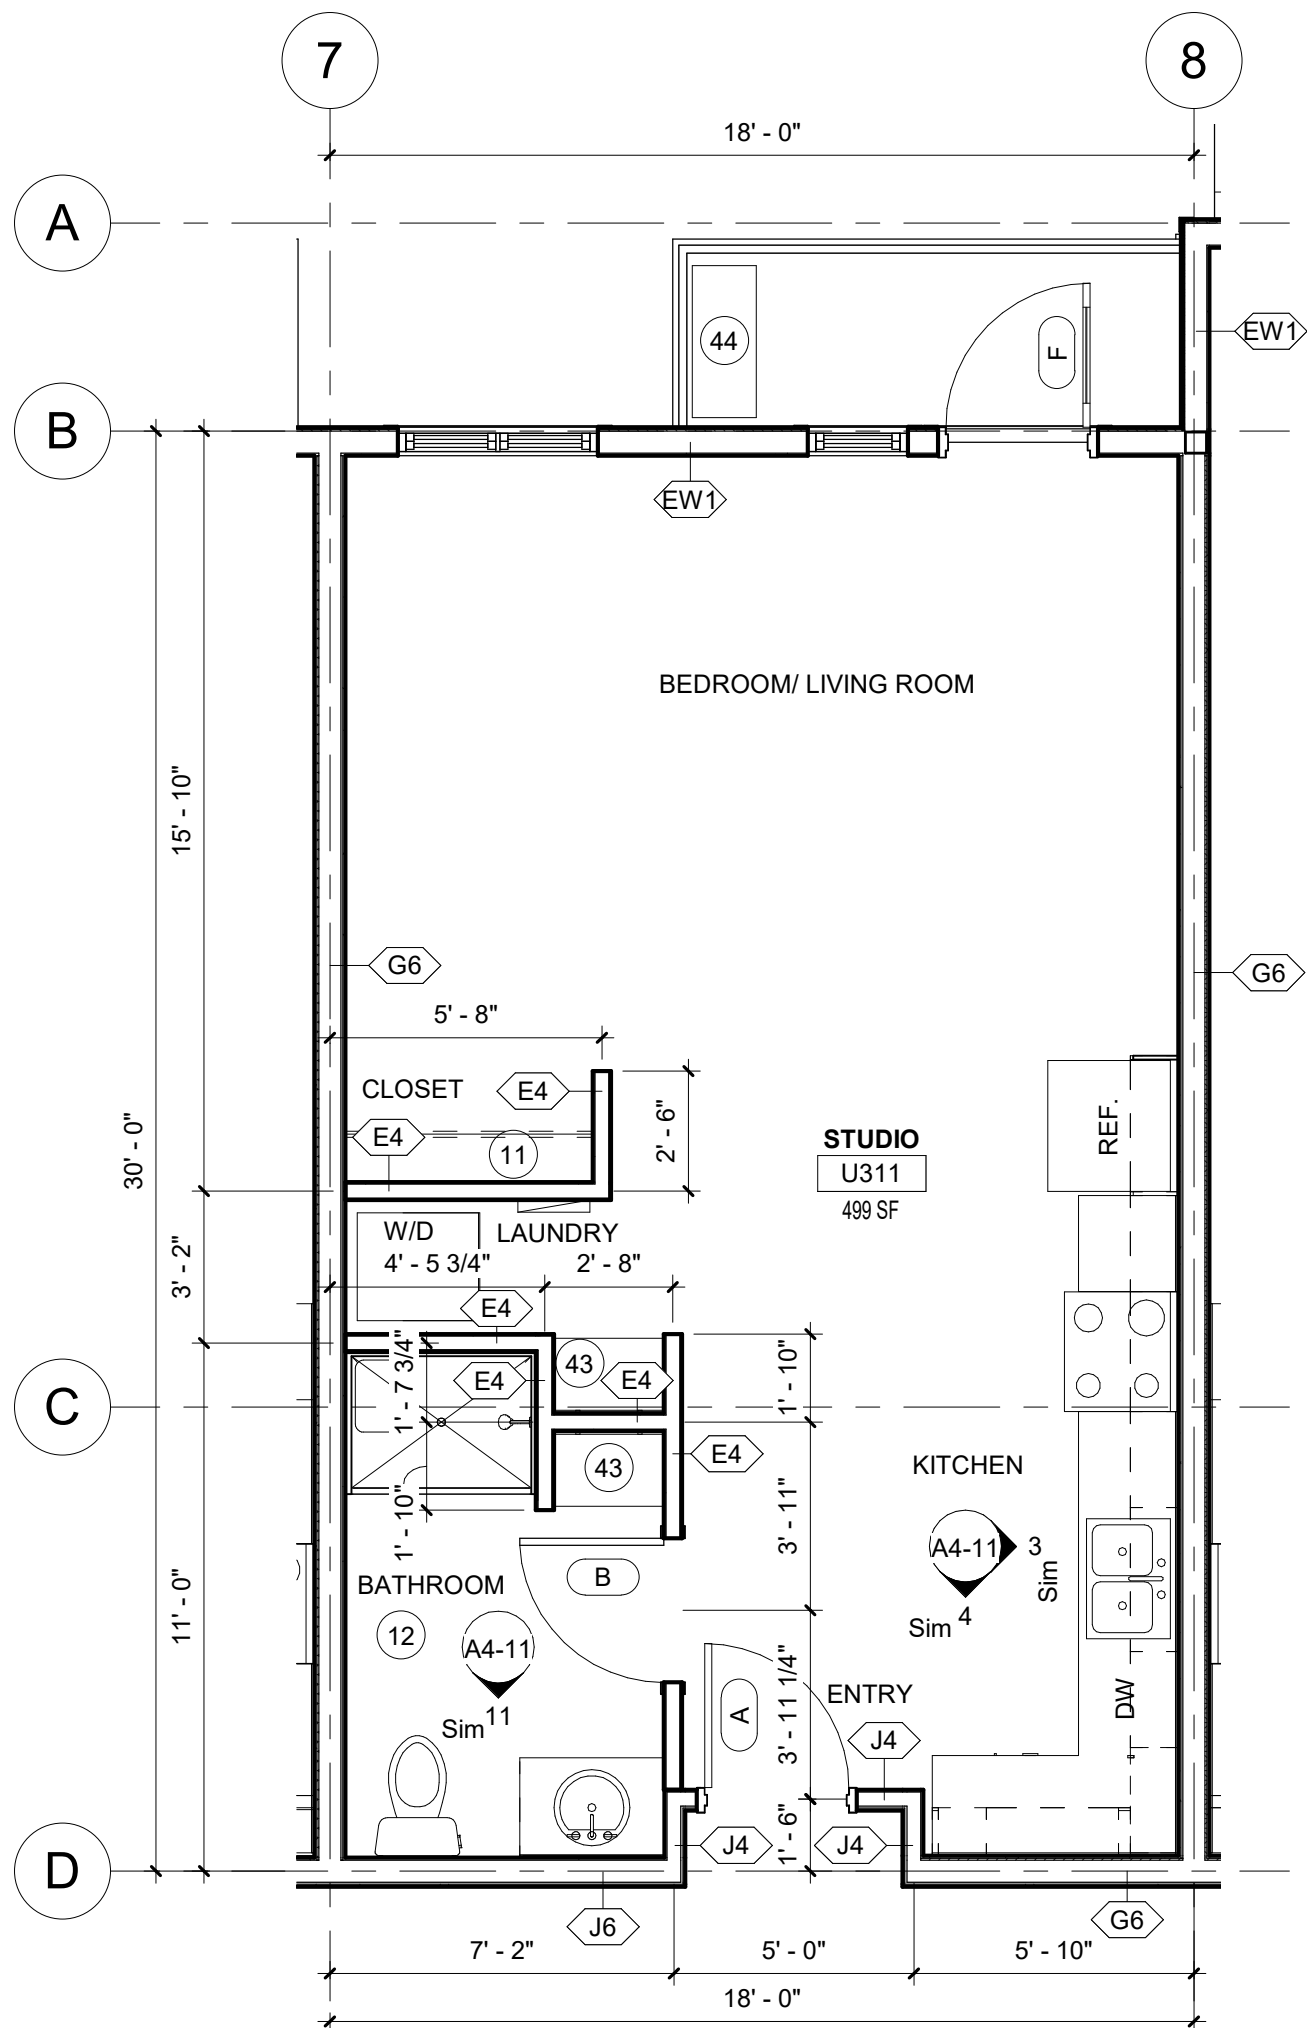 7
8
18' - 0"
A
44
F
EW1
B
EW1
BEDROOM/ LIVING ROOM
15' - 10"
G6
G6
5' - 8"
CLOSET
E4
E4
11
2' - 6"
30' - 0"
STUDIO
U311
499 SF
REF.
W/D
LAUNDRY
4' - 5 3/4"
2' - 8"
3' - 2"
E4
1' - 7 3/4"
43
E4
E4
1' - 10"
C
43
E4
KITCHEN
1' - 10"
3' - 11"
A4-11
3
Sim
4
Sim
B
BATHROOM
12
A4-11
11
Sim
11' - 0"
A
3' - 11 1/4"
ENTRY
J4
DW
J4
J4
1' - 6"
D
J6
G6
7' - 2"
5' - 0"
5' - 10"
18' - 0"